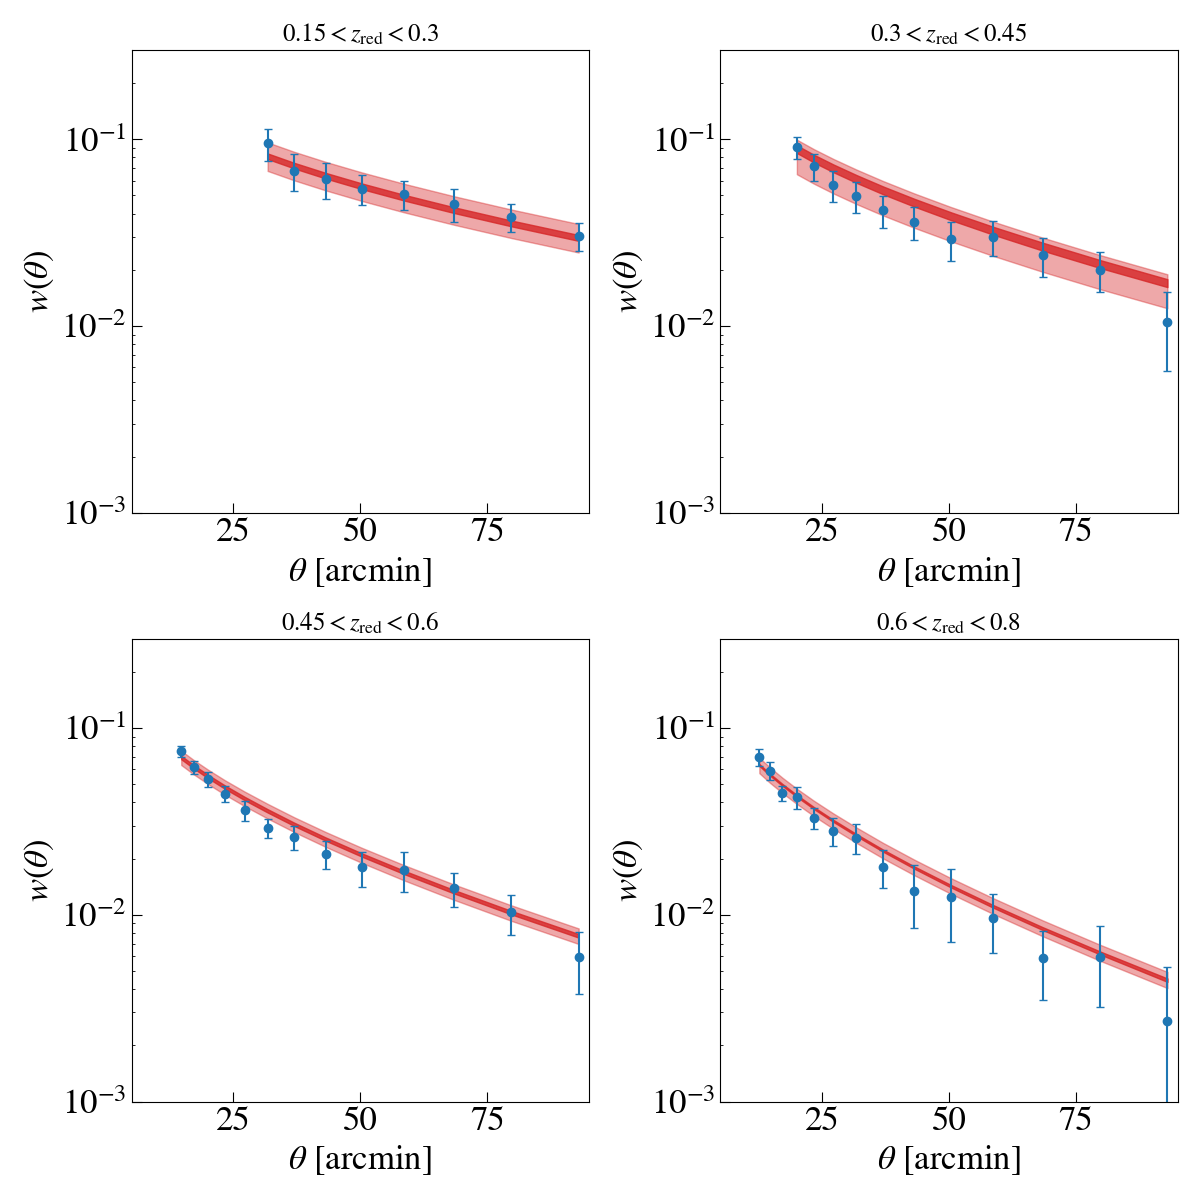 0.15 < z_red < 0.3
w(θ)
10⁻¹
10⁻²
10⁻³
25 50 75
θ [arcmin]
0.3 < z_red < 0.45
w(θ)
10⁻¹
10⁻²
10⁻³
25 50 75
θ [arcmin]
0.45 < z_red < 0.6
w(θ)
10⁻¹
10⁻²
10⁻³
25 50 75
θ [arcmin]
0.6 < z_red < 0.8
w(θ)
10⁻¹
10⁻²
10⁻³
25 50 75
θ [arcmin]